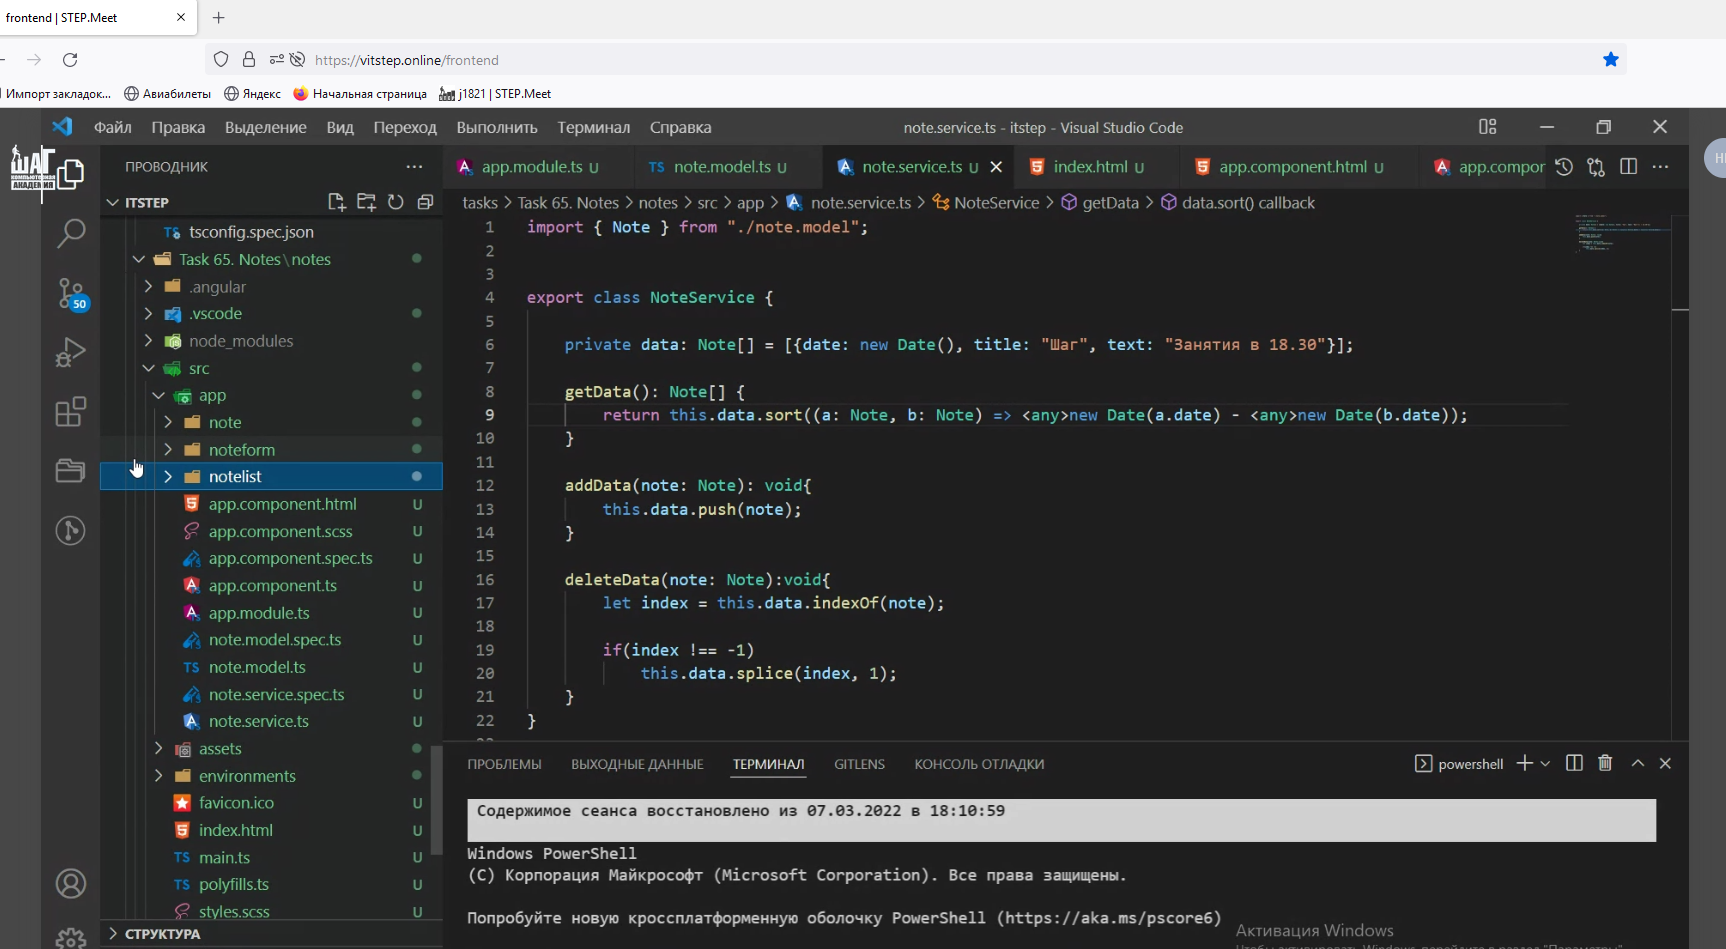 frontend | STEP.Meet
https://vitstep.online/frontend
Импорт закладок... Авиабилеты Яндекс Начальная страница j1821 | STEP.Meet
Файл Правка Выделение Вид Переход Выполнить Терминал Справка note.service.ts - itstep - Visual Studio Code
ШАГ
КОМПЬЮТЕРНАЯ
АКАДЕМИЯ
ПРОВОДНИК
app.module.ts U note.model.ts U note.service.ts U index.html U app.component.html U app.compor
ITSTEP
tasks > Task 65. Notes > notes > src > app > note.service.ts > NoteService > getData > data.sort() callback
tsconfig.spec.json
Task 65. Notes\notes
.angular
.vscode
node_modules
src
app
note
noteform
notelist
app.component.html U
app.component.scss U
app.component.spec.ts U
app.component.ts U
app.module.ts U
note.model.spec.ts U
note.model.ts U
note.service.spec.ts U
note.service.ts U
assets
environments
favicon.ico U
index.html U
main.ts U
polyfills.ts U
styles.scss U
СТРУКТУРА
50
1 import { Note } from "./note.model";
2
3
4 export class NoteService {
5
6 private data: Note[] = [{date: new Date(), title: "Шаг", text: "Занятия в 18.30"}];
7
8 getData(): Note[] {
9 return this.data.sort((a: Note, b: Note) => <any>new Date(a.date) - <any>new Date(b.date));
10 }
11
12 addData(note: Note): void{
13 this.data.push(note);
14 }
15
16 deleteData(note: Note):void{
17 let index = this.data.indexOf(note);
18
19 if(index !== -1)
20 this.data.splice(index, 1);
21 }
22 }
ПРОБЛЕМЫ ВЫХОДНЫЕ ДАННЫЕ ТЕРМИНАЛ GITLENS КОНСОЛЬ ОТЛАДКИ powershell
Содержимое сеанса восстановлено из 07.03.2022 в 18:10:59
Windows PowerShell
(C) Корпорация Майкрософт (Microsoft Corporation). Все права защищены.
Попробуйте новую кроссплатформенную оболочку PowerShell (https://aka.ms/pscore6)
Активация Windows